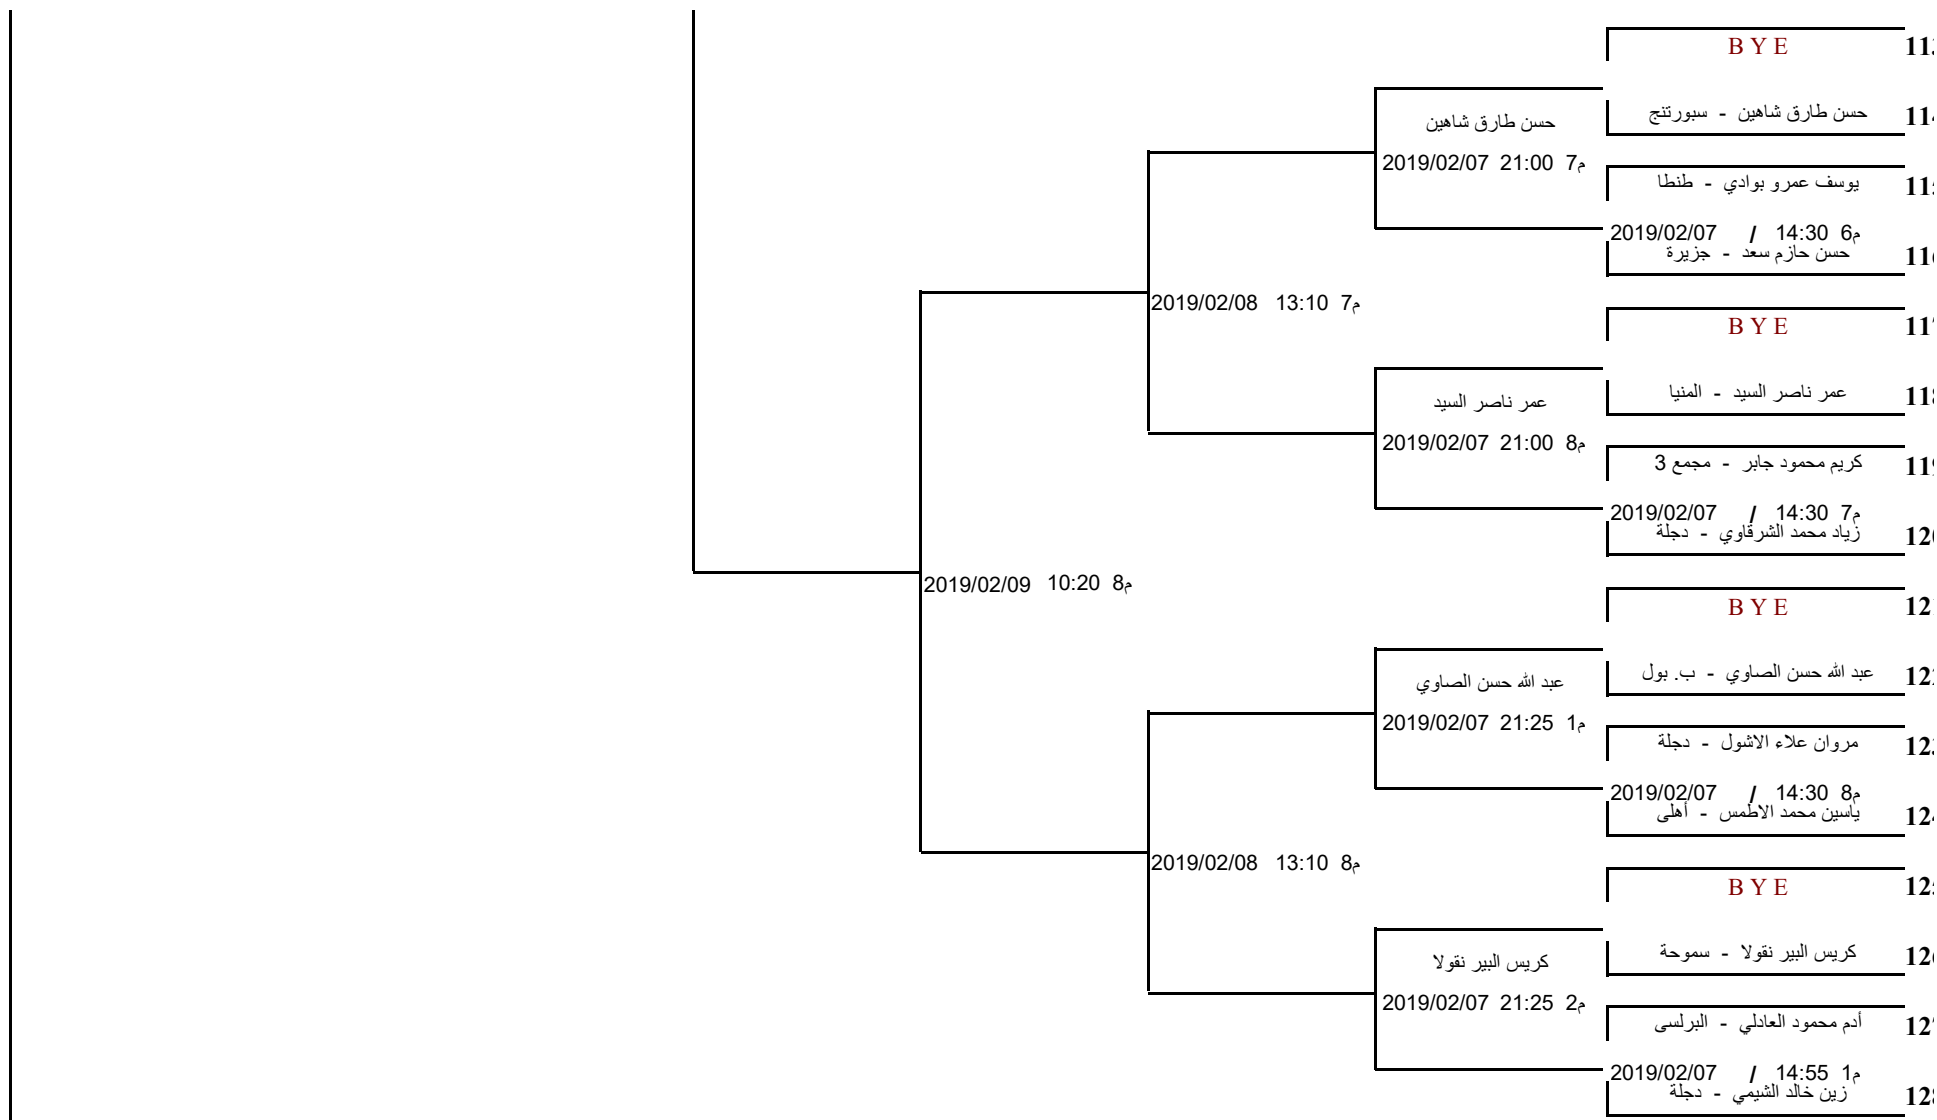 B Y E
حسن طارق شاهين - سبورتنج 
حسن طارق شاهين
2019/02/07 21:00 م7
يوسف عمرو بوادي - طنطا
2019/02/07 / 14:30 م6
حسن حازم سعد - جزيرة
2019/02/08 13:10 م7
B Y E
عمر ناصر السيد - المنيا
عمر ناصر السيد
2019/02/07 21:00 م8
كريم محمود جابر - مجمع 3
2019/02/07 / 14:30 م7
زياد محمد الشرقاوي - دجلة
2019/02/09 10:20 م8
B Y E
عبد الله حسن الصاوي - ب. بول
عبد الله حسن الصاوي
2019/02/07 21:25 م1
مروان علاء الاشول - دجلة
2019/02/07 / 14:30 م8
ياسين محمد الاطمس - أهلى
2019/02/08 13:10 م8
B Y E
كريس البير نقولا - سموحة
كريس البير نقولا
2019/02/07 21:25 م2
أدم محمود العادلي - البرلسى
2019/02/07 / 14:55 م1
زين خالد الشيمي - دجلة